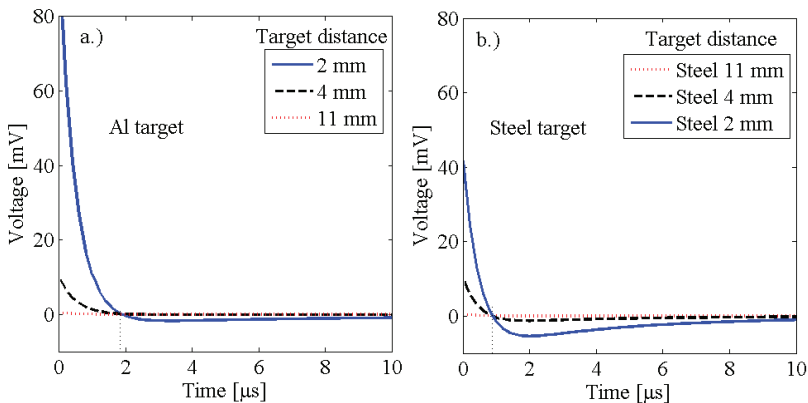 a.)
Target distance
2 mm
4 mm
11 mm
Al target
Voltage [mV]
80
60
40
20
0
0 2 4 6 8 10
Time [μs]
b.)
Target distance
Steel 11 mm
Steel 4 mm
Steel 2 mm
Steel target
Voltage [mV]
80
60
40
20
0
0 2 4 6 8 10
Time [μs]